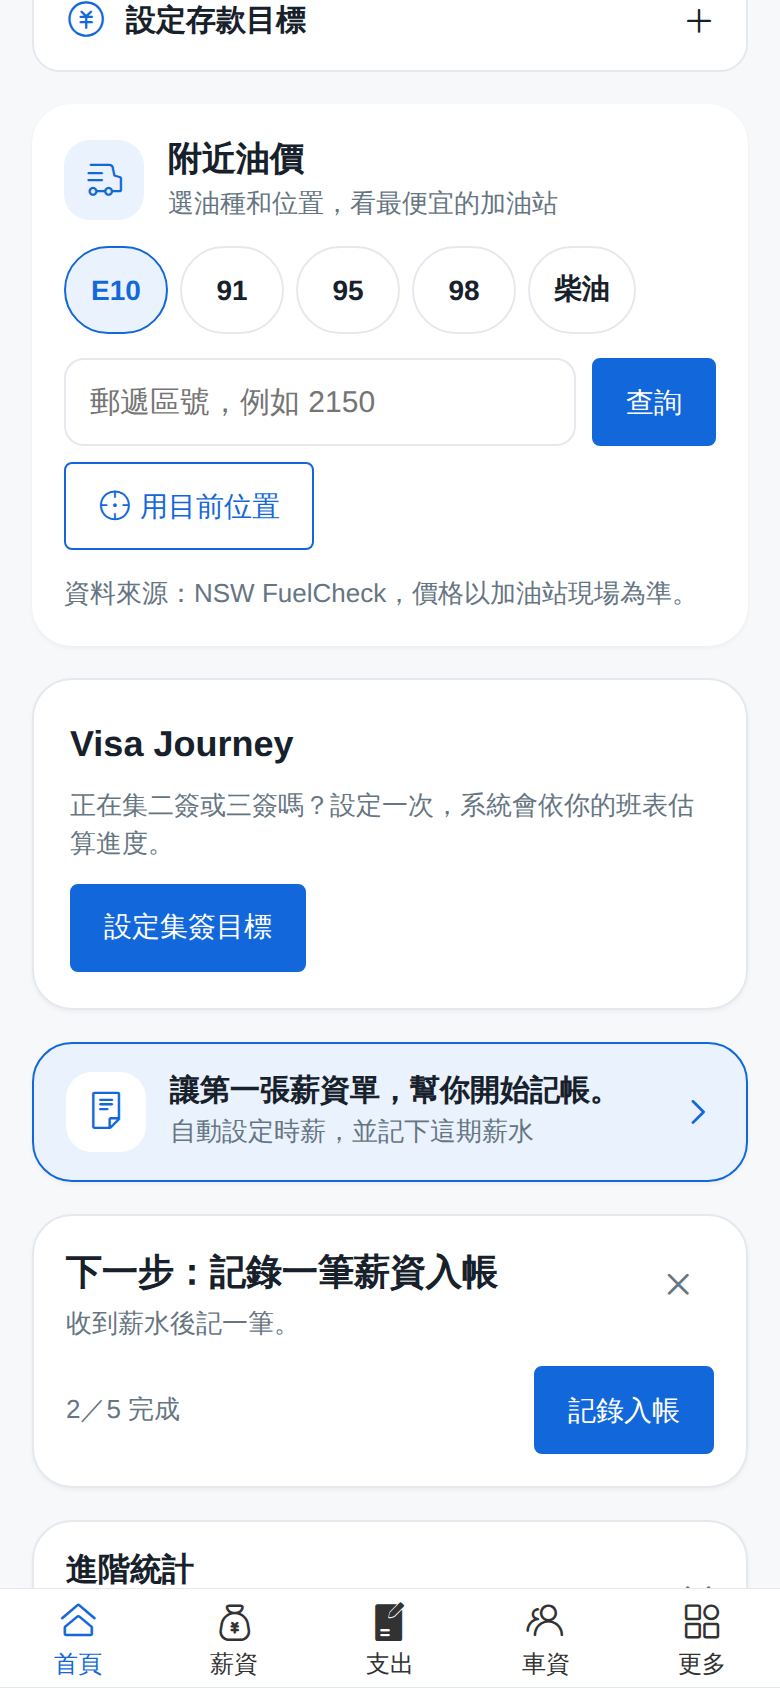 設定存款目標
附近油價
選油種和位置，看最便宜的加油站
E10 91 95 98 柴油
郵遞區號，例如 2150
查詢
用目前位置
資料來源：NSW FuelCheck，價格以加油站現場為準。
Visa Journey
正在集二簽或三簽嗎？設定一次，系統會依你的班表估
算進度。
設定集簽目標
讓第一張薪資單，幫你開始記帳。
自動設定時薪，並記下這期薪水
下一步：記錄一筆薪資入帳
收到薪水後記一筆。
2／5 完成
記錄入帳
進階統計
首頁 薪資 支出 車資 更多